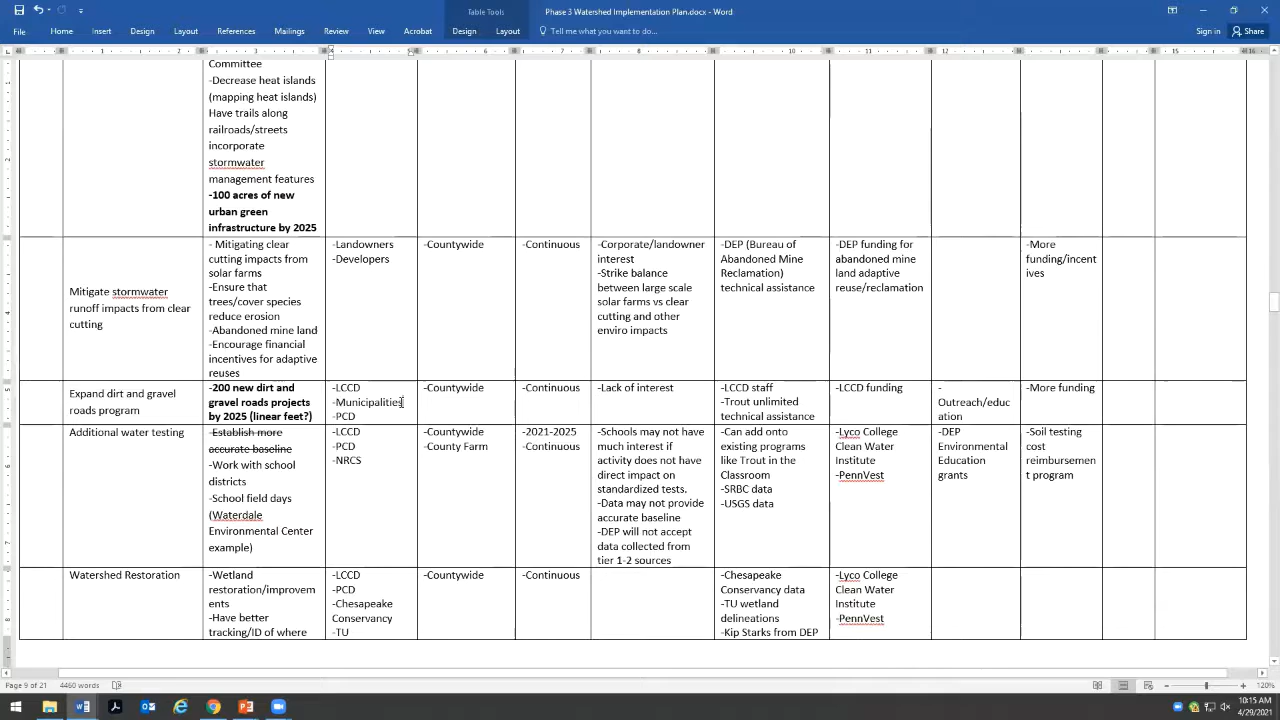 Table Tools
Phase 3 Watershed Implementation Plan.docx - Word
File Home Insert Design Layout References Mailings Review View Acrobat Design Layout Tell me what you want to do... Sign in Share
Committee
-Decrease heat islands
(mapping heat islands)
Have trails along
railroads/streets
incorporate
stormwater
management features
-100 acres of new
urban green
infrastructure by 2025
Mitigate stormwater
runoff impacts from clear
cutting
- Mitigating clear
cutting impacts from
solar farms
-Ensure that
trees/cover species
reduce erosion
-Abandoned mine land
-Encourage financial
incentives for adaptive
reuses
-Landowners
-Developers
-Countywide
-Continuous
-Corporate/landowner
interest
-Strike balance
between large scale
solar farms vs clear
cutting and other
enviro impacts
-DEP (Bureau of
Abandoned Mine
Reclamation)
technical assistance
-DEP funding for
abandoned mine
land adaptive
reuse/reclamation
-More
funding/incent
ives
Expand dirt and gravel
roads program
-200 new dirt and
gravel roads projects
by 2025 (linear feet?)
-LCCD
-Municipalities
-PCD
-Countywide
-Continuous
-Lack of interest
-LCCD staff
-Trout unlimited
technical assistance
-LCCD funding
-
Outreach/educ
ation
-More funding
Additional water testing
-Establish more
accurate baseline
-Work with school
districts
-School field days
(Waterdale
Environmental Center
example)
-LCCD
-PCD
-NRCS
-Countywide
-County Farm
-2021-2025
-Continuous
-Schools may not have
much interest if
activity does not have
direct impact on
standardized tests.
-Data may not provide
accurate baseline
-DEP will not accept
data collected from
tier 1-2 sources
-Can add onto
existing programs
like Trout in the
Classroom
-SRBC data
-USGS data
-Lyco College
Clean Water
Institute
-PennVest
-DEP
Environmental
Education
grants
-Soil testing
cost
reimbursemen
t program
Watershed Restoration
-Wetland
restoration/improvem
ents
-Have better
tracking/ID of where
-LCCD
-PCD
-Chesapeake
Conservancy
-TU
-Countywide
-Continuous
-Chesapeake
Conservancy data
-TU wetland
delineations
-Kip Starks from DEP
-Lyco College
Clean Water
Institute
-PennVest
Page 9 of 21 4460 words 120%
10:15 AM
4/29/2021